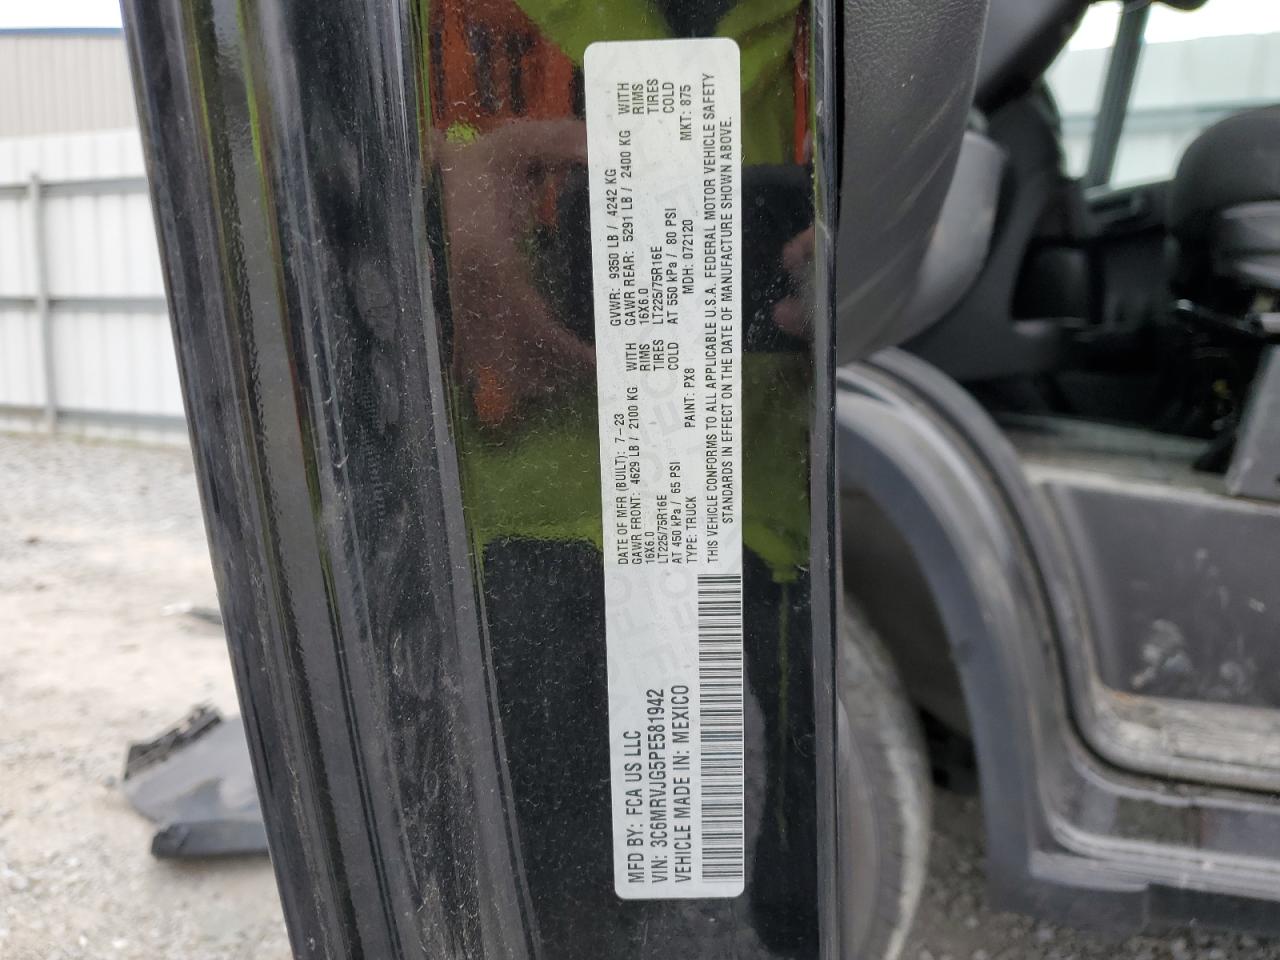 MFD BY: FCA US LLC
VIN: 3C6MRVJG5PE581942
VEHICLE MADE IN: MEXICO
DATE OF MFR (BUILT): 7-23 GVWR: 9350 LB / 4242 KG
GAWR FRONT: 4629 LB / 2100 KG WITH GAWR REAR: 5291 LB / 2400 KG WITH
16X6.0 RIMS 16X6.0 RIMS
LT225/75R16E TIRES LT225/75R16E TIRES
AT 450 kPa / 65 PSI COLD AT 550 kPa / 80 PSI COLD
TYPE: TRUCK PAINT: PX8 MDH: 072120 MKT: 875
THIS VEHICLE CONFORMS TO ALL APPLICABLE U.S.A. FEDERAL MOTOR VEHICLE SAFETY
STANDARDS IN EFFECT ON THE DATE OF MANUFACTURE SHOWN ABOVE.